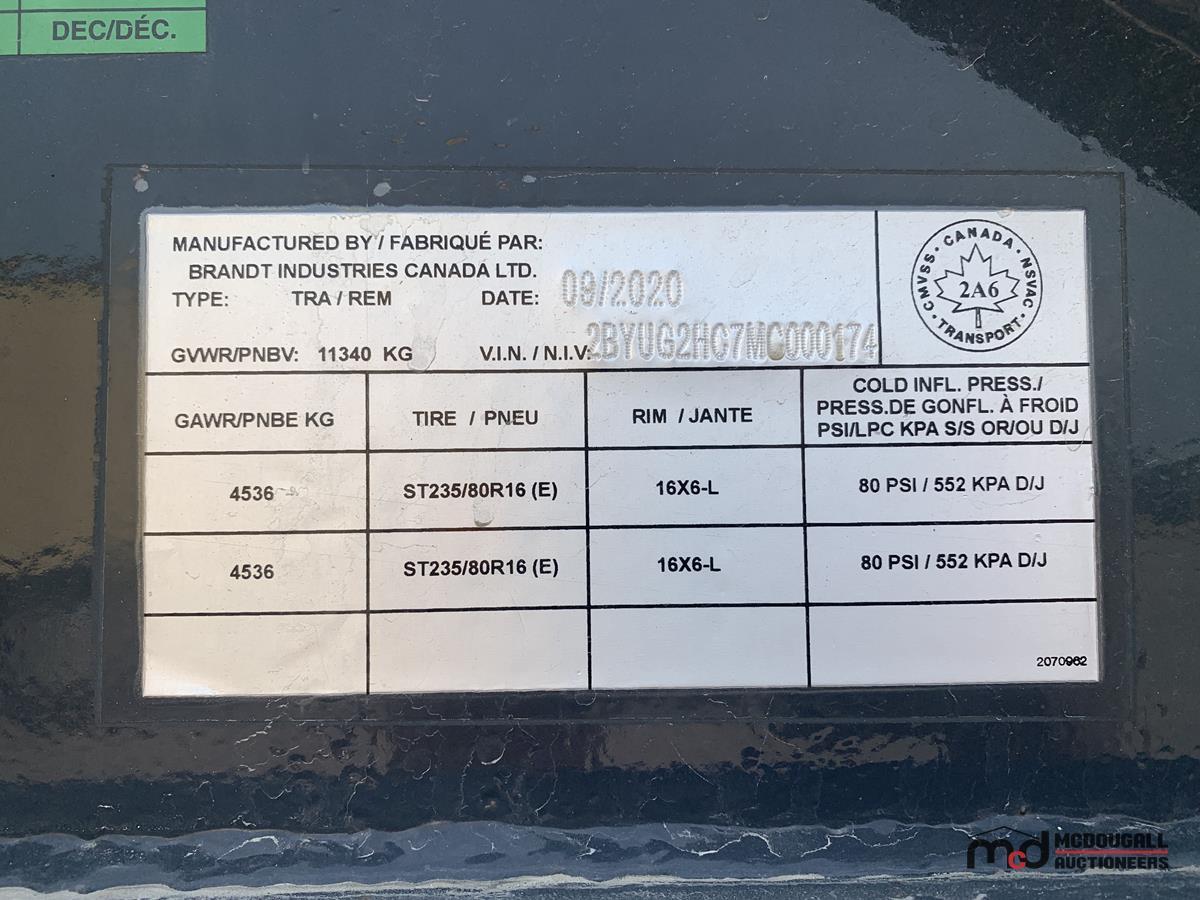 DEC/DÉC.
MANUFACTURED BY / FABRIQUÉ PAR:
BRANDT INDUSTRIES CANADA LTD.
TYPE: TRA / REM DATE: 09/2020
GVWR/PNBV: 11340 KG V.I.N. / N.I.V: 2BYUG2HC7MC000174
CANADA
CMVSS NSVAC
2A6
TRANSPORT
GAWR/PNBE KG TIRE / PNEU RIM / JANTE COLD INFL. PRESS./
PRESS.DE GONFL. À FROID
PSI/LPC KPA S/S OR/OU D/J
4536 ST235/80R16 (E) 16X6-L 80 PSI / 552 KPA D/J
4536 ST235/80R16 (E) 16X6-L 80 PSI / 552 KPA D/J
2070962
mcd MCDOUGALL
AUCTIONEERS